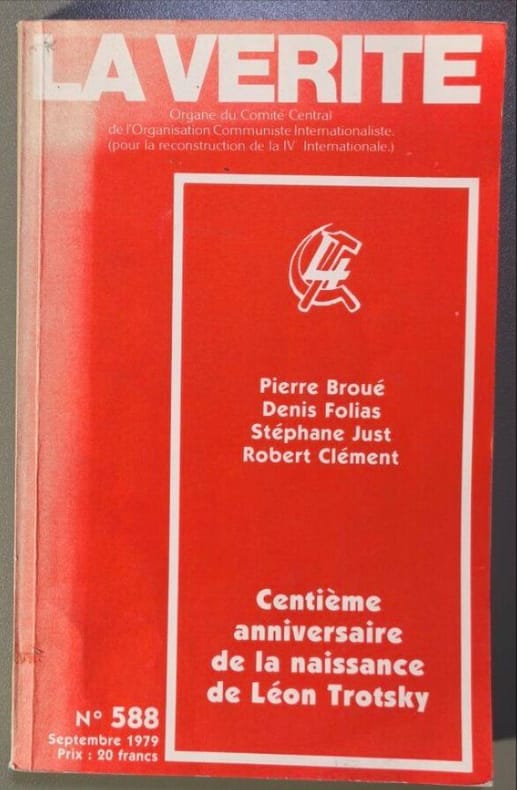 LA VERITE
Organe du Comité Central
de l'Organisation Communiste Internationaliste.
(pour la reconstruction de la IV Internationale.)
4
Pierre Broué
Denis Folias
Stéphane Just
Robert Clément
Centième
anniversaire
de la naissance
de Léon Trotsky
N° 588
Septembre 1979
Prix : 20 francs